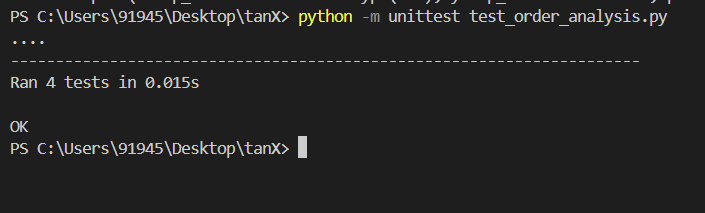 PS C:\Users\91945\Desktop\tanX> python -m unittest test_order_analysis.py
....
----------------------------------------------------------------------
Ran 4 tests in 0.015s
OK
PS C:\Users\91945\Desktop\tanX>